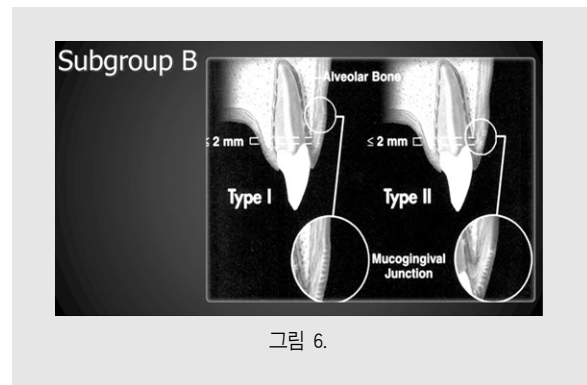 Subgroup B
Alveolar Bone
≤ 2 mm
≤ 2 mm
Type I
Type II
Mucogingival
Junction
그림 6.